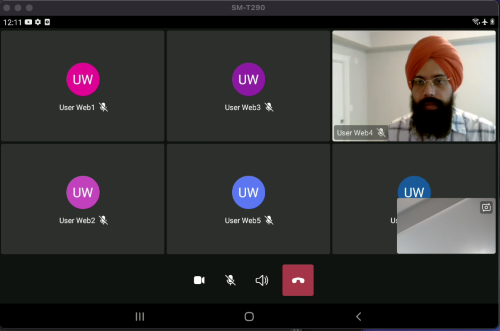 SM-T290
12:11
UW
User Web1
UW
User Web3
User Web4
UW
User Web2
UW
User Web5
UW